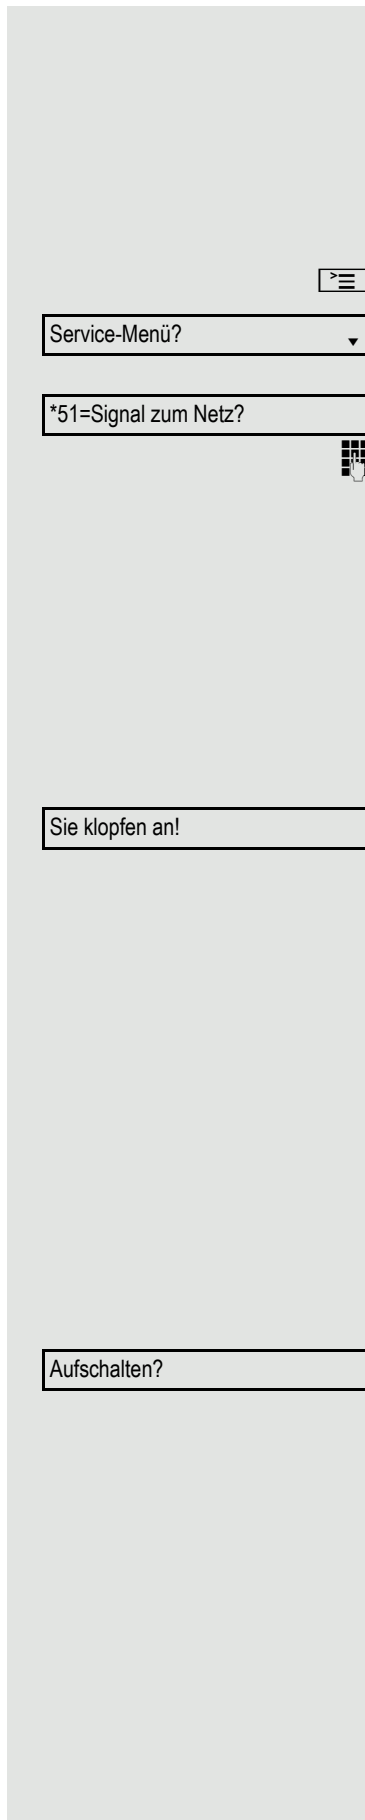 Service-Menü?
*51=Signal zum Netz?
Sie klopfen an!
Aufschalten?